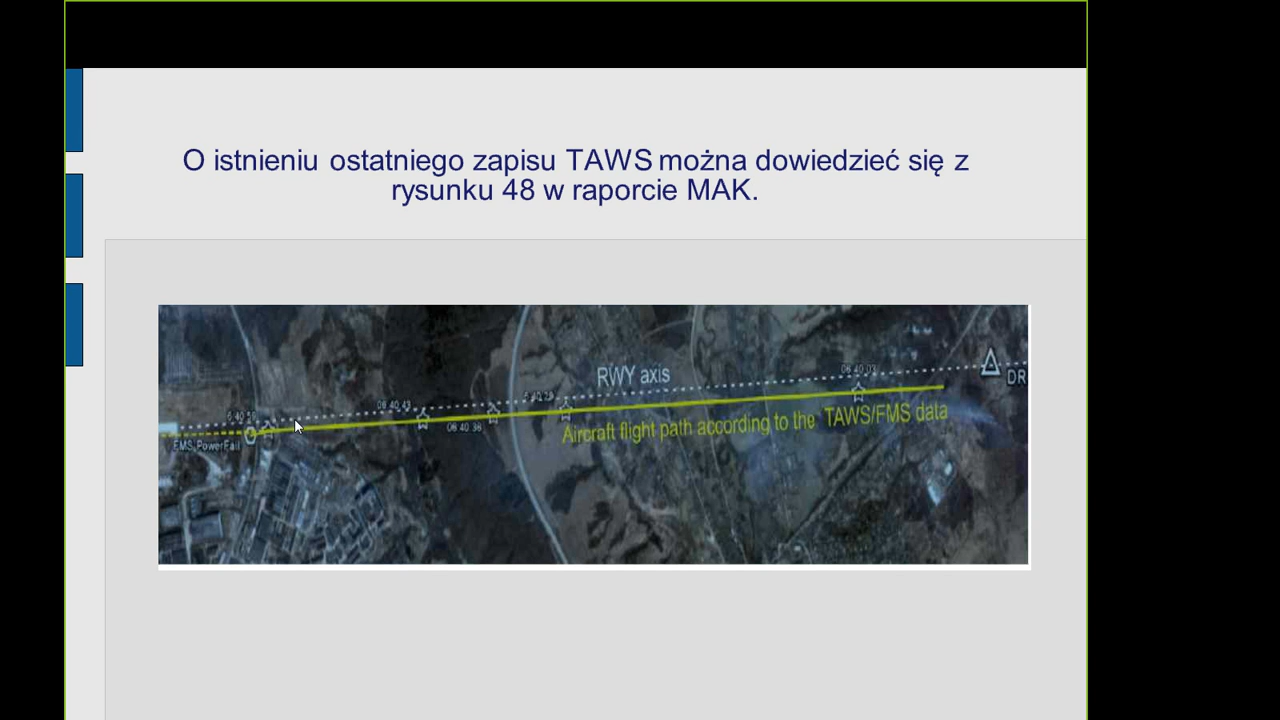 O istnieniu ostatniego zapisu TAWS można dowiedzieć się z
rysunku 48 w raporcie MAK.
RWY axis
06 40 03
DR
06 40 43
06 40 38
Aircraft flight path according to the TAWS/FMS data
FMS PowerFail